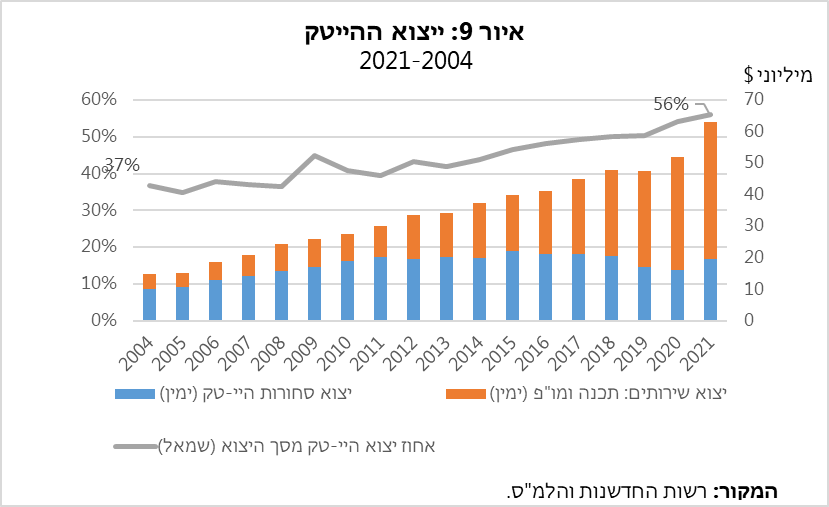 איור 9: ייצוא ההייטק
2021-2004
מיליוני $
60%
50%
40%
30%
20%
10%
0%
37%
56%
70
60
50
40
30
20
10
0
2004 2005 2006 2007 2008 2009 2010 2011 2012 2013 2014 2015 2016 2017 2018 2019 2020 2021
יצוא סחורות היי-טק (ימין)
יצוא שירותים: תכנה ומו"פ (ימין)
אחוז יצוא היי-טק מסך היצוא (שמאל)
המקור: רשות החדשנות והלמ"ס.